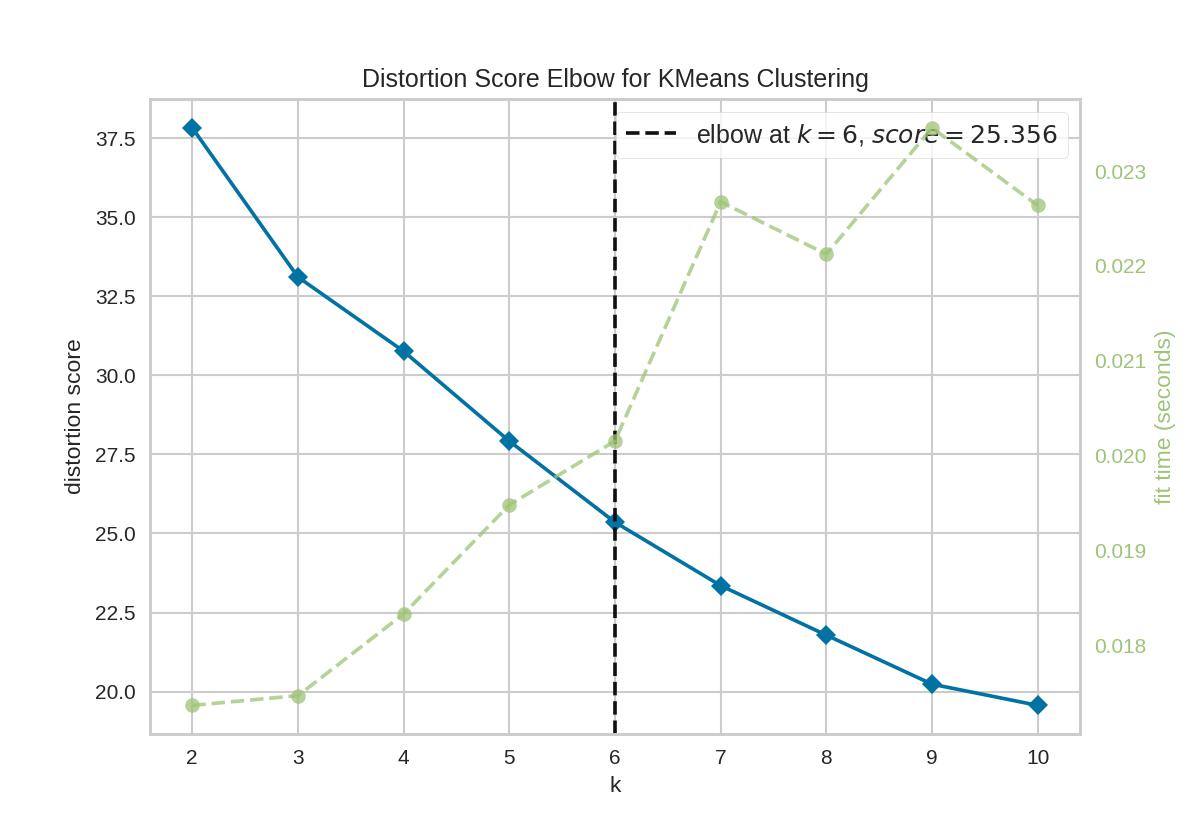 Distortion Score Elbow for KMeans Clustering
elbow at k = 6, score = 25.356
37.5
35.0
32.5
30.0
27.5
25.0
22.5
20.0
distortion score
0.023
0.022
0.021
0.020
0.019
0.018
fit time (seconds)
2 3 4 5 6 7 8 9 10
k